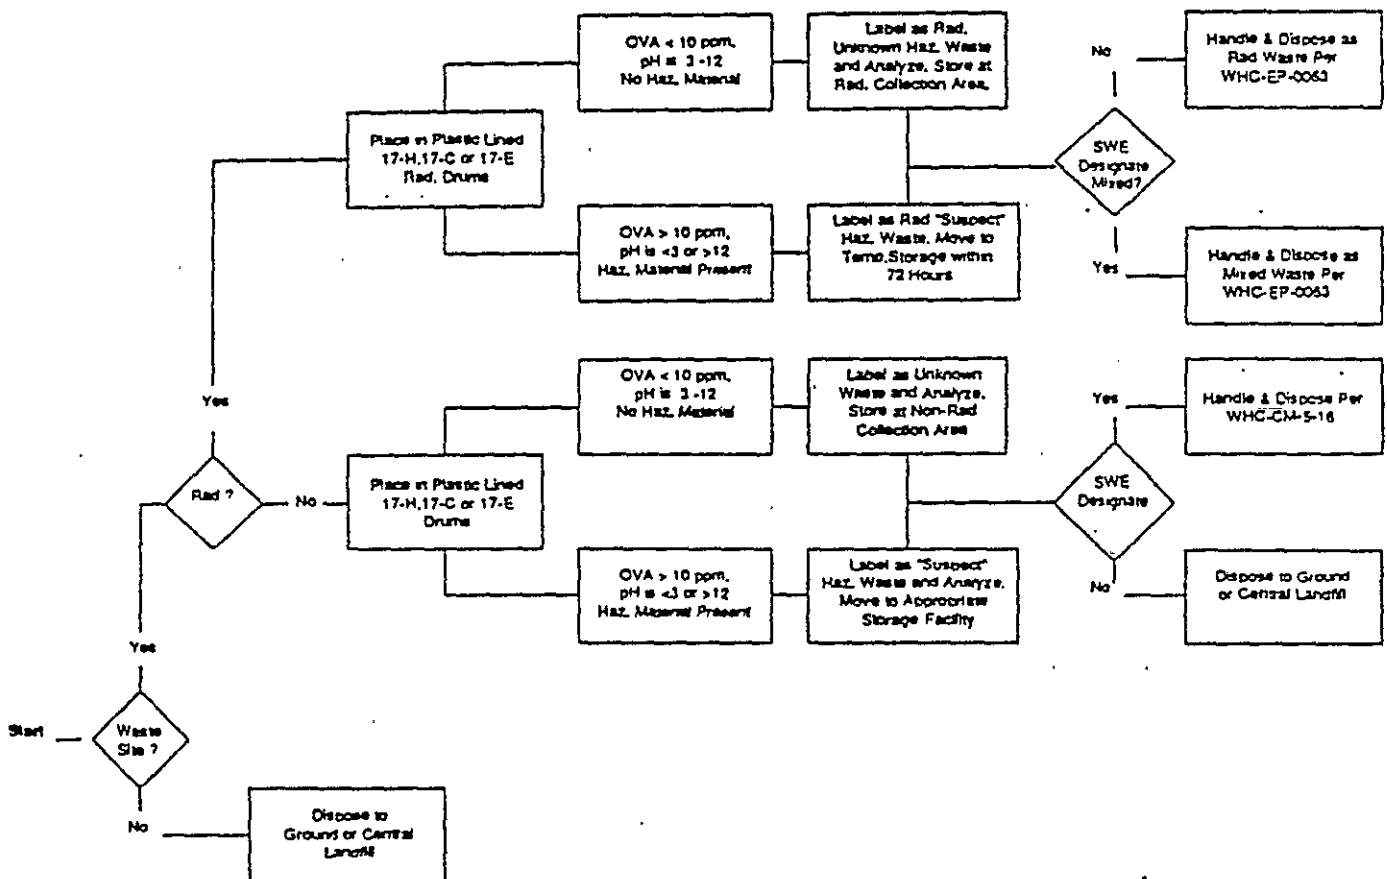 OVA < 10 ppm,
pH is 3 -12
No Haz. Material
Label as Rad.
Unknown Haz. Waste
and Analyze. Store at
Rad. Collection Area.
No
Handle & Dispose as
Rad Waste Per
WHC-EP-0063
Place in Plastic Lined
17-H,17-C or 17-E
Rad. Drums
SWE
Designate
Mixed?
OVA > 10 ppm,
pH is <3 or >12
Haz. Material Present
Label as Rad "Suspect"
Haz. Waste. Move to
Temp.Storage within
72 Hours
Yes
Handle & Dispose as
Mixed Waste Per
WHC-EP-0063
OVA < 10 ppm,
pH is 3 -12
No Haz. Material
Label as Unknown
Waste and Analyze.
Store at Non-Rad
Collection Area
Yes
Handle & Dispose Per
WHC-CM-5-16
Yes
Rad ?
No
Place in Plastic Lined
17-H,17-C or 17-E
Drums
SWE
Designate
OVA > 10 ppm,
pH is <3 or >12
Haz. Material Present
Label as "Suspect"
Haz. Waste and Analyze.
Move to Appropriate
Storage Facility
No
Dispose to Ground
or Central Landfill
Yes
Start
Waste
Site ?
No
Dispose to
Ground or Central
Landfill